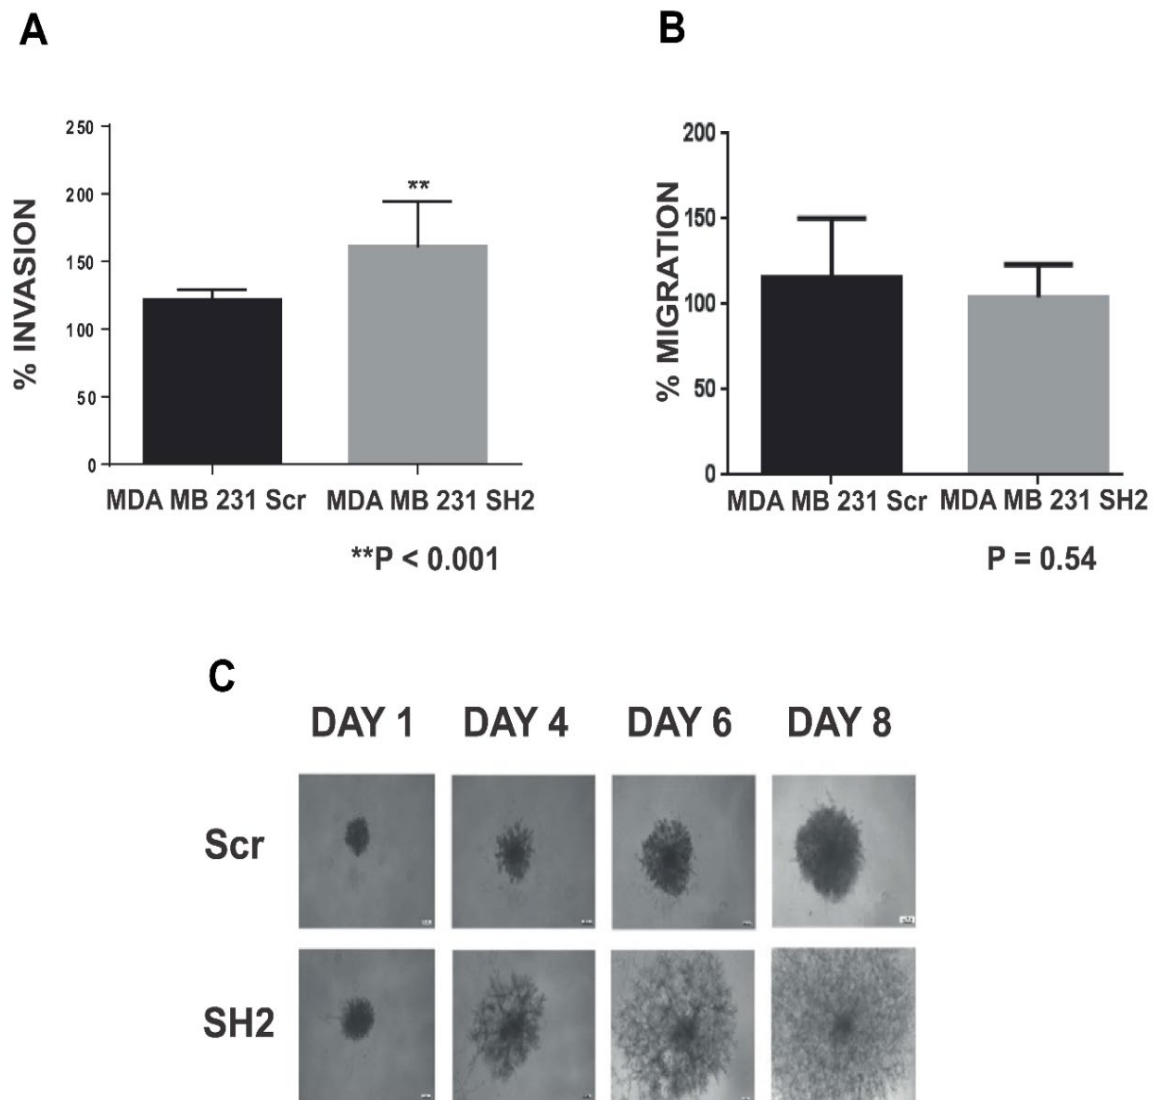 A
% INVASION
250
200
150
100
50
0
**
MDA MB 231 Scr MDA MB 231 SH2
**P < 0.001
B
% MIGRATION
200
150
100
50
0
MDA MB 231 Scr MDA MB 231 SH2
P = 0.54
C
DAY 1 DAY 4 DAY 6 DAY 8
Scr
SH2